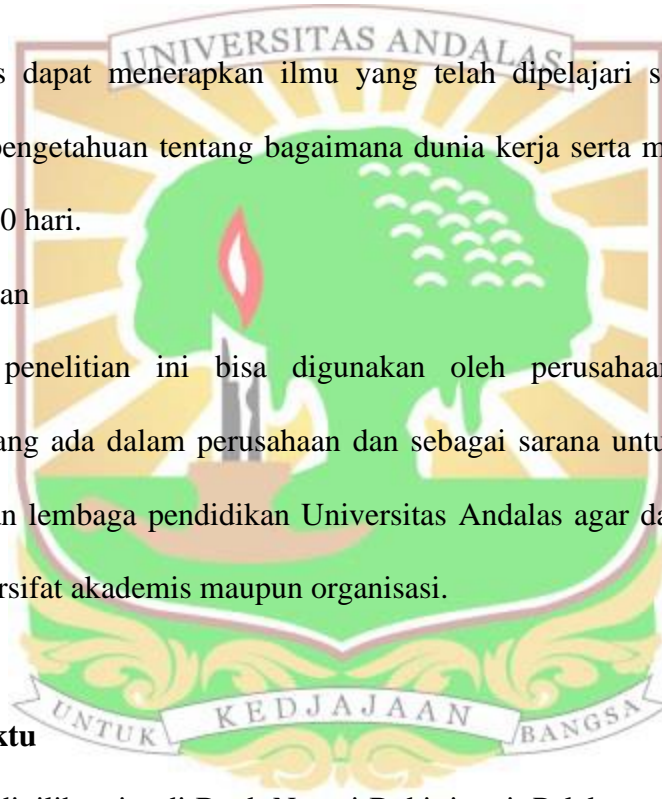 UNIVERSITAS ANDALAS
s dapat menerapkan ilmu yang telah dipelajari s
pengetahuan tentang bagaimana dunia kerja serta m
0 hari.
an
penelitian ini bisa digunakan oleh perusahaan
ang ada dalam perusahaan dan sebagai sarana untu
an lembaga pendidikan Universitas Andalas agar da
rsifat akademis maupun organisasi.
UNTUK KEDJAJAAN BANGSA
ktu